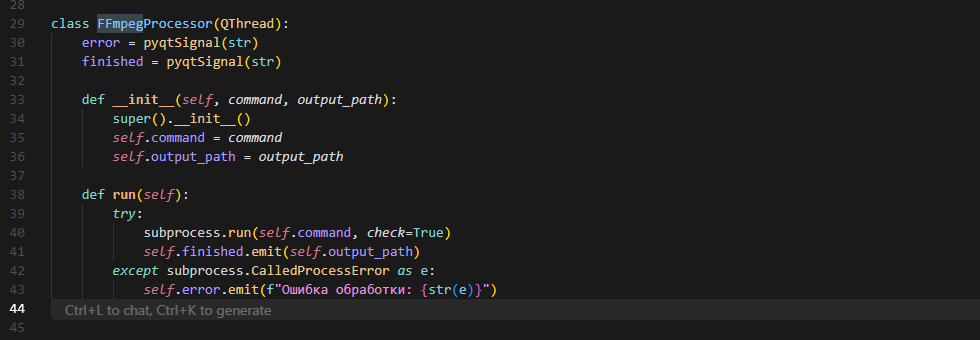 28
29 class FFmpegProcessor(QThread):
30     error = pyqtSignal(str)
31     finished = pyqtSignal(str)
32
33     def __init__(self, command, output_path):
34         super().__init__()
35         self.command = command
36         self.output_path = output_path
37
38     def run(self):
39         try:
40             subprocess.run(self.command, check=True)
41             self.finished.emit(self.output_path)
42         except subprocess.CalledProcessError as e:
43             self.error.emit(f"Ошибка обработки: {str(e)}")
44 Ctrl+L to chat, Ctrl+K to generate
45